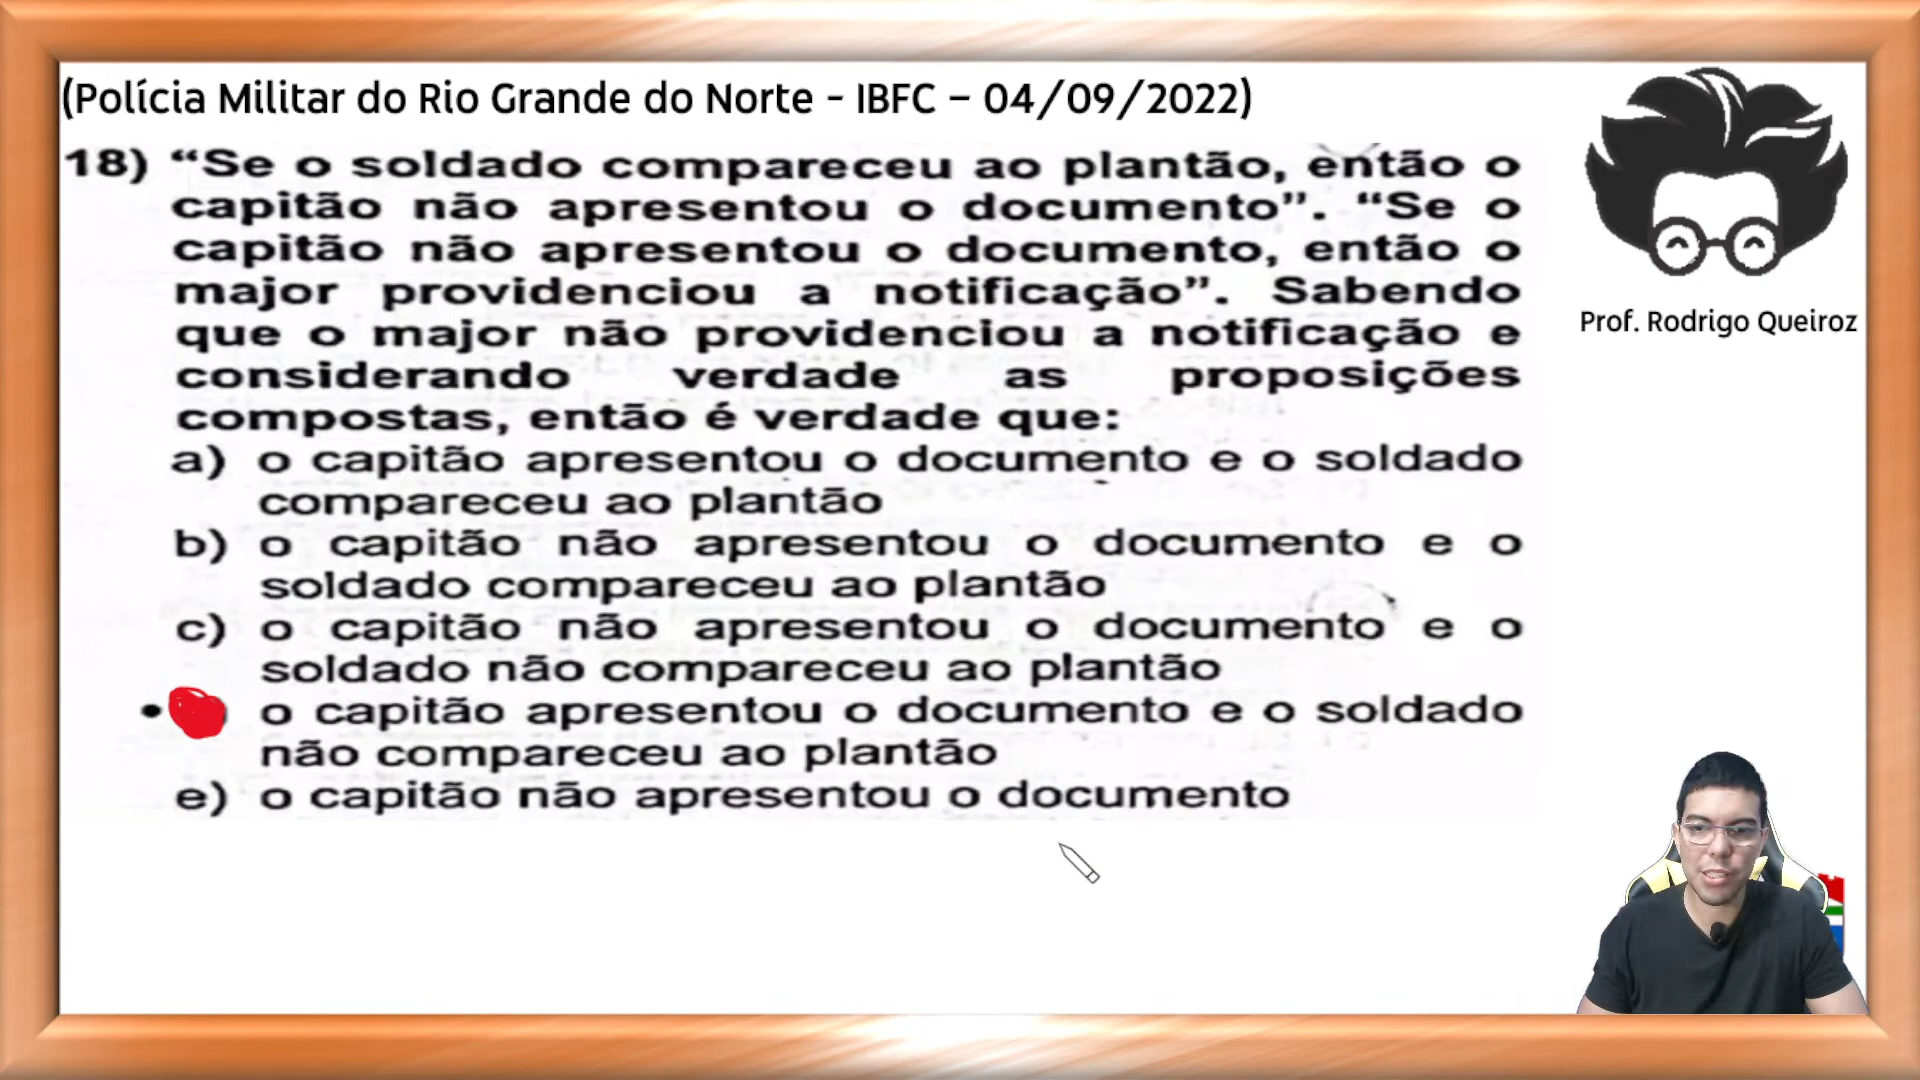 (Polícia Militar do Rio Grande do Norte - IBFC – 04/09/2022)
18) “Se o soldado compareceu ao plantão, então o
capitão não apresentou o documento”. “Se o
capitão não apresentou o documento, então o
major providenciou a notificação”. Sabendo
que o major não providenciou a notificação e
considerando verdade as proposições
compostas, então é verdade que:
a) o capitão apresentou o documento e o soldado
compareceu ao plantão
b) o capitão não apresentou o documento e o
soldado compareceu ao plantão
c) o capitão não apresentou o documento e o
soldado não compareceu ao plantão
• ) o capitão apresentou o documento e o soldado
não compareceu ao plantão
e) o capitão não apresentou o documento
Prof. Rodrigo Queiroz